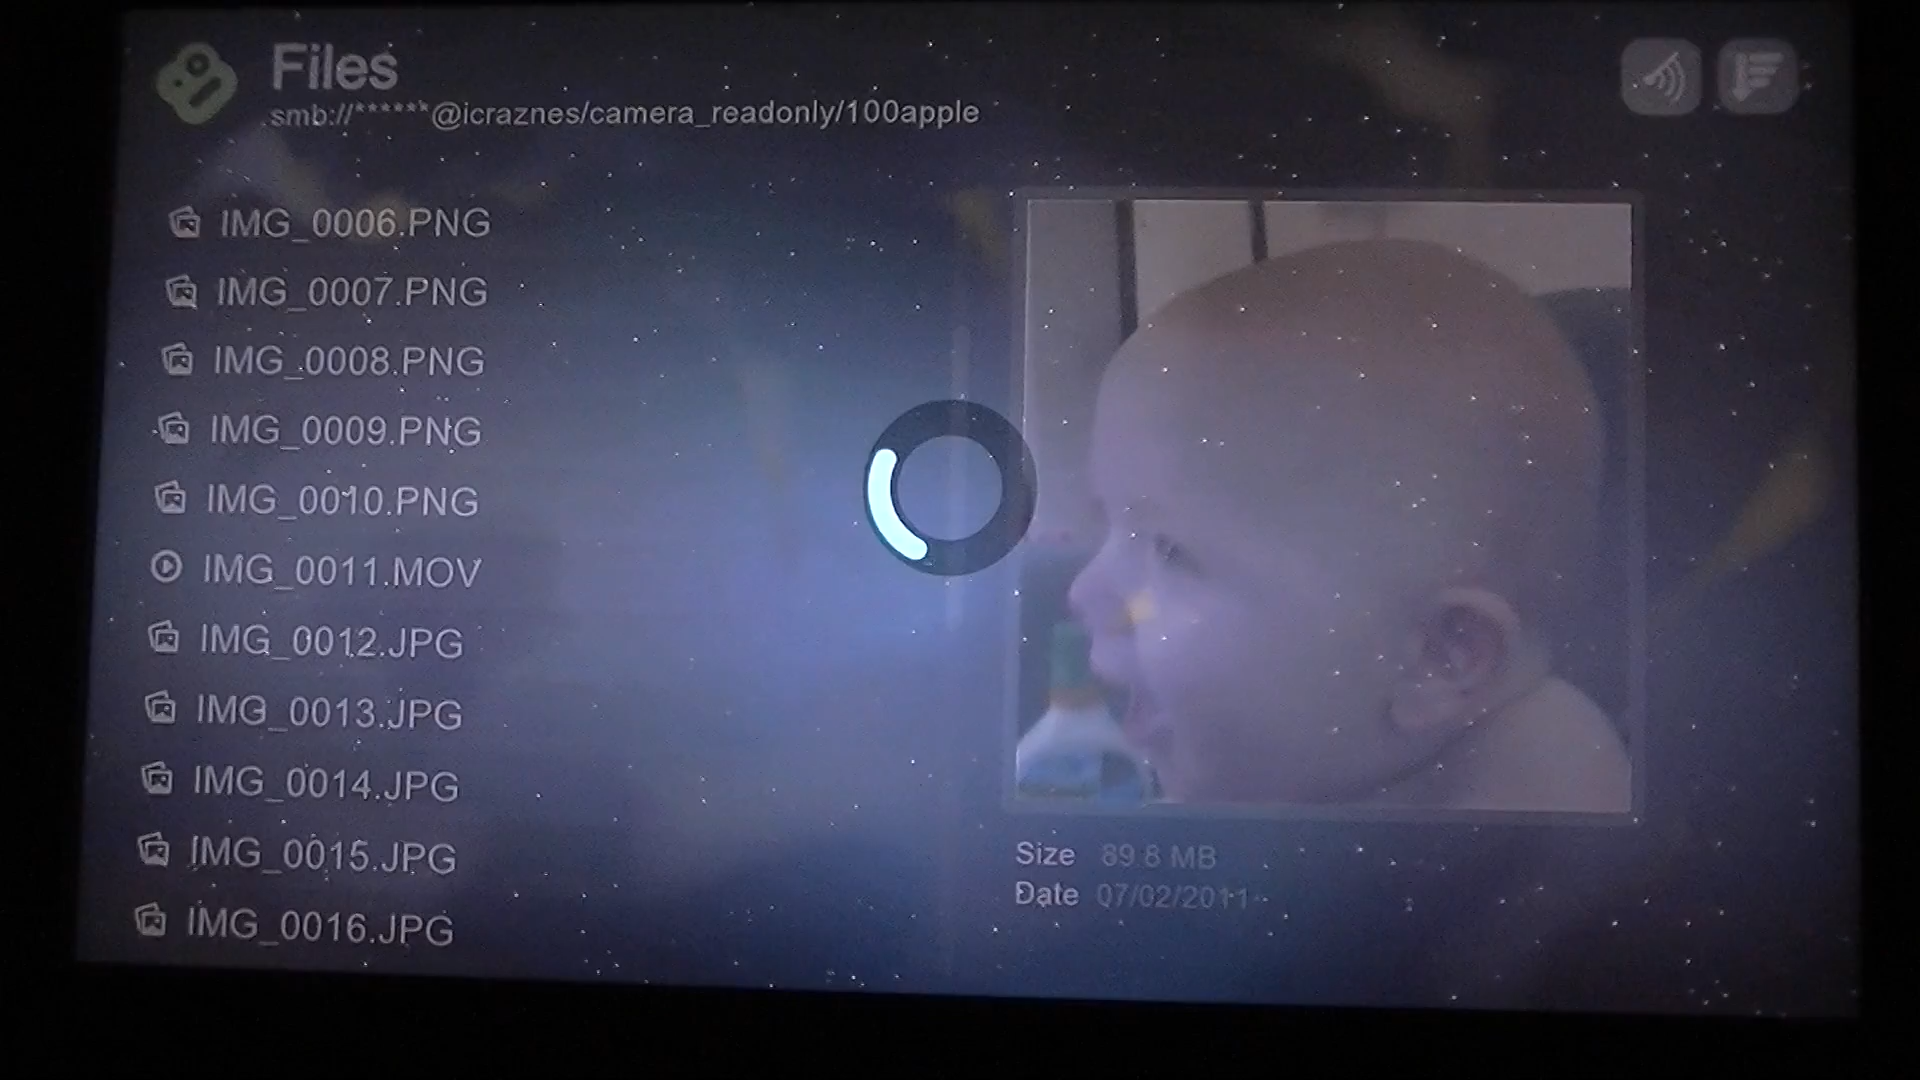 Files
smb://******@icraznes/camera_readonly/100apple
IMG_0006.PNG
IMG_0007.PNG
IMG_0008.PNG
IMG_0009.PNG
IMG_0010.PNG
IMG_0011.MOV
IMG_0012.JPG
IMG_0013.JPG
IMG_0014.JPG
IMG_0015.JPG
IMG_0016.JPG
Size 89.8 MB
Date 07/02/2011